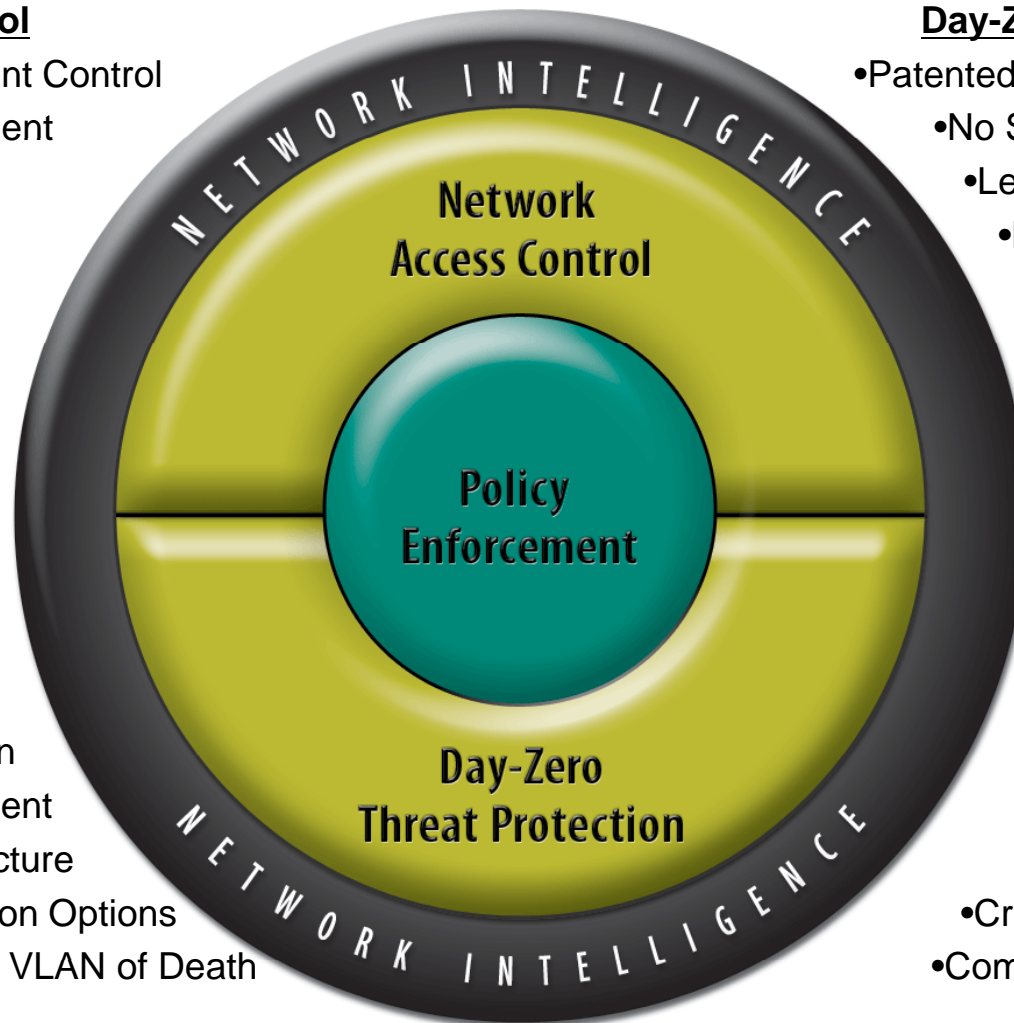 ol
nt Control
ent
Day-Z
•Patented
•No S
•Le
•
NETWORK INTELLIGENCE
Network
Access Control
Policy
Enforcement
Day-Zero
Threat Protection
NETWORK INTELLIGENCE
n
ent
cture
on Options
VLAN of Death
•Cr
•Com